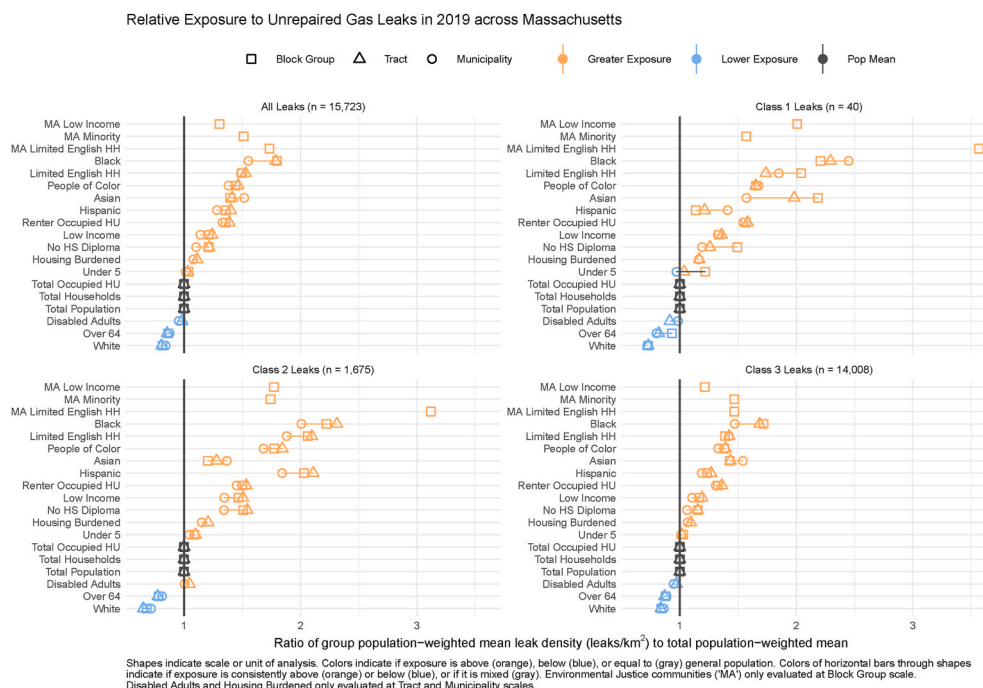 Relative Exposure to Unrepaired Gas Leaks in 2019 across Massachusetts
Block Group Tract Municipality Greater Exposure Lower Exposure Pop Mean
All Leaks (n = 15,723)
MA Low Income
MA Minority
MA Limited English HH
Black
Limited English HH
People of Color
Asian
Hispanic
Renter Occupied HU
Low Income
No HS Diploma
Housing Burdened
Under 5
Total Occupied HU
Total Households
Total Population
Disabled Adults
Over 64
White
Class 1 Leaks (n = 40)
MA Low Income
MA Minority
MA Limited English HH
Black
Limited English HH
People of Color
Asian
Hispanic
Renter Occupied HU
Low Income
No HS Diploma
Housing Burdened
Under 5
Total Occupied HU
Total Households
Total Population
Disabled Adults
Over 64
White
Class 2 Leaks (n = 1,675)
MA Low Income
MA Minority
MA Limited English HH
Black
Limited English HH
People of Color
Asian
Hispanic
Renter Occupied HU
Low Income
No HS Diploma
Housing Burdened
Under 5
Total Occupied HU
Total Households
Total Population
Disabled Adults
Over 64
White
1 2 3
Class 3 Leaks (n = 14,008)
MA Low Income
MA Minority
MA Limited English HH
Black
Limited English HH
People of Color
Asian
Hispanic
Renter Occupied HU
Low Income
No HS Diploma
Housing Burdened
Under 5
Total Occupied HU
Total Households
Total Population
Disabled Adults
Over 64
White
1 2 3
Ratio of group population−weighted mean leak density (leaks/km²) to total population−weighted mean
Shapes indicate scale or unit of analysis. Colors indicate if exposure is above (orange), below (blue), or equal to (gray) general population. Colors of horizontal bars through shapes
indicate if exposure is consistently above (orange) or below (blue), or if it is mixed (gray). Environmental Justice communities ('MA') only evaluated at Block Group scale.
Disabled Adults and Housing Burdened only evaluated at Tract and Municipality scales.